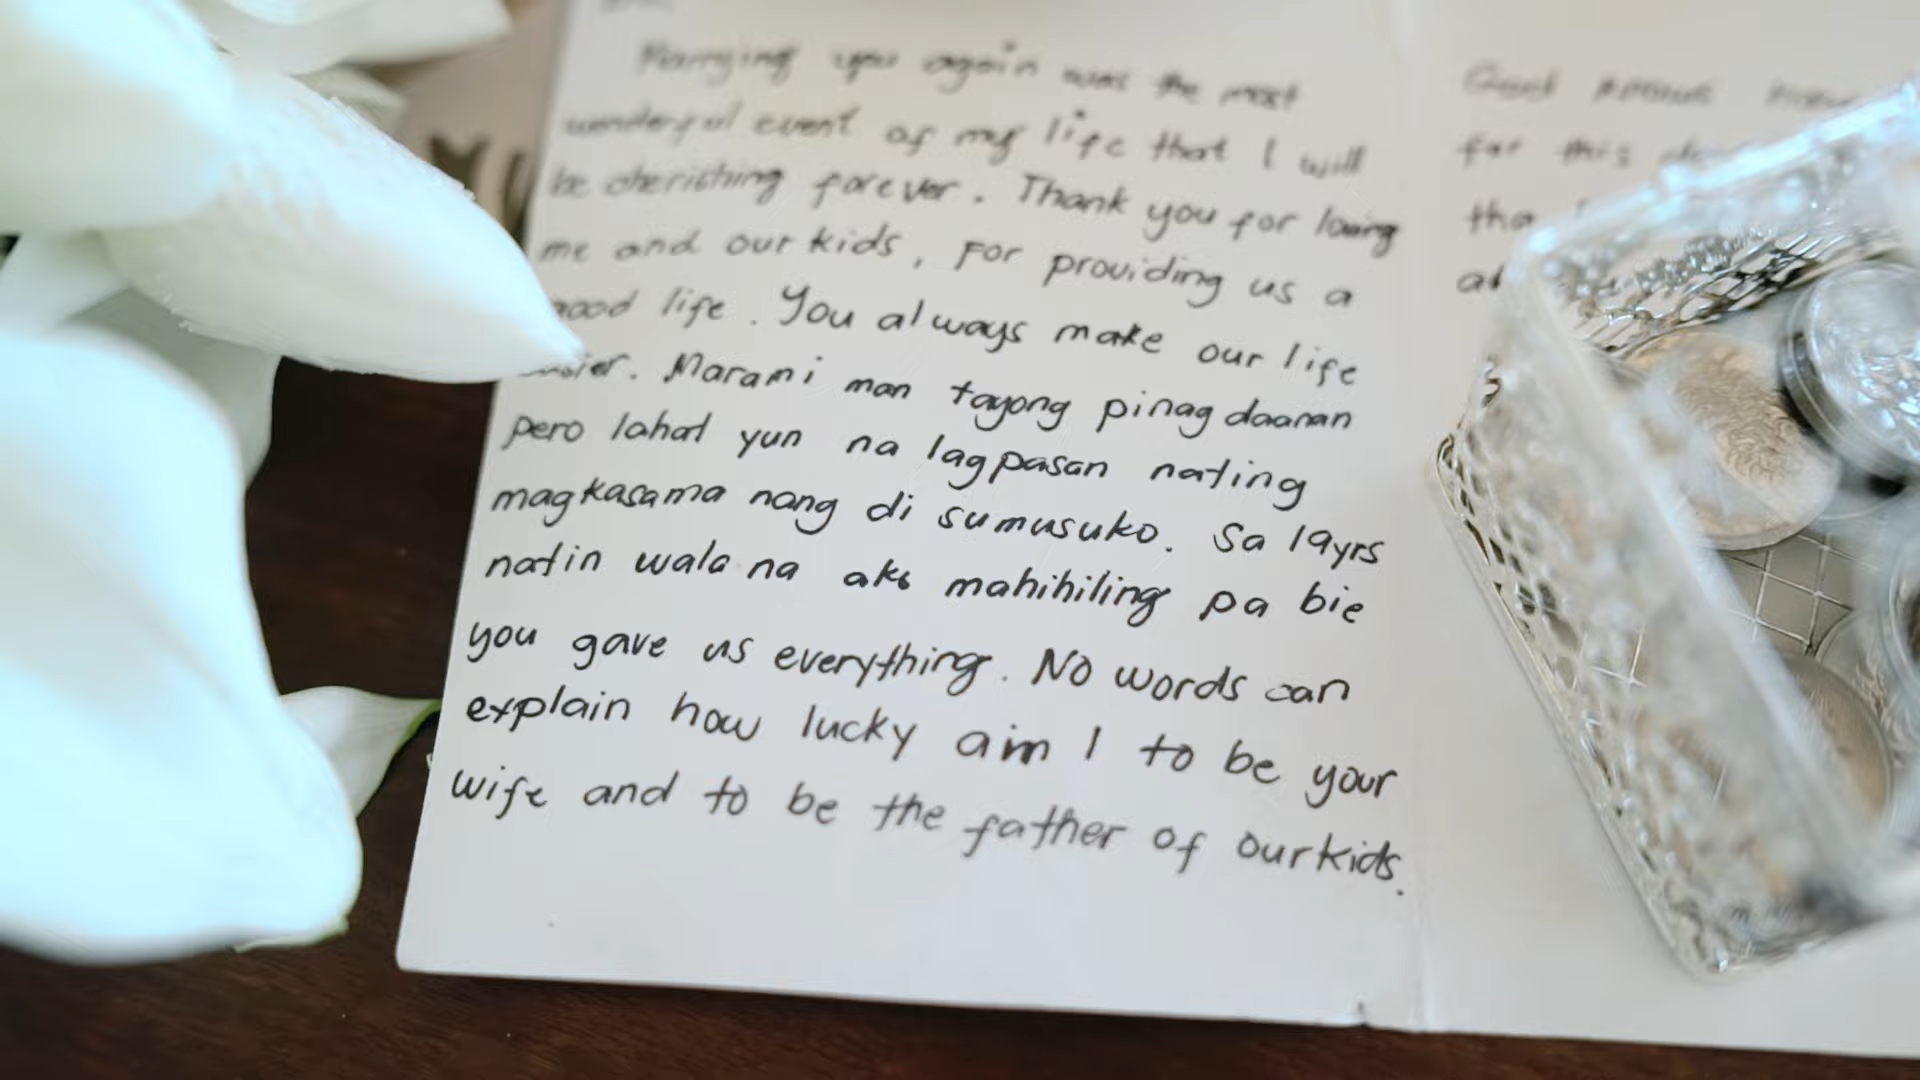 Marrying you again was the most
wonderful event of my life that I will
be cherishing forever. Thank you for loving
me and our kids, For providing us a
good life. You always make our life
Marami man tayong pinagdaanan
pero lahat yun na lagpasan nating
magkasama nang di sumusuko. Sa 19yrs
natin wala na ako mahihiling pa bie
you gave us everything. No words can
explain how lucky aim I to be your
wife and to be the father of our kids.
for this